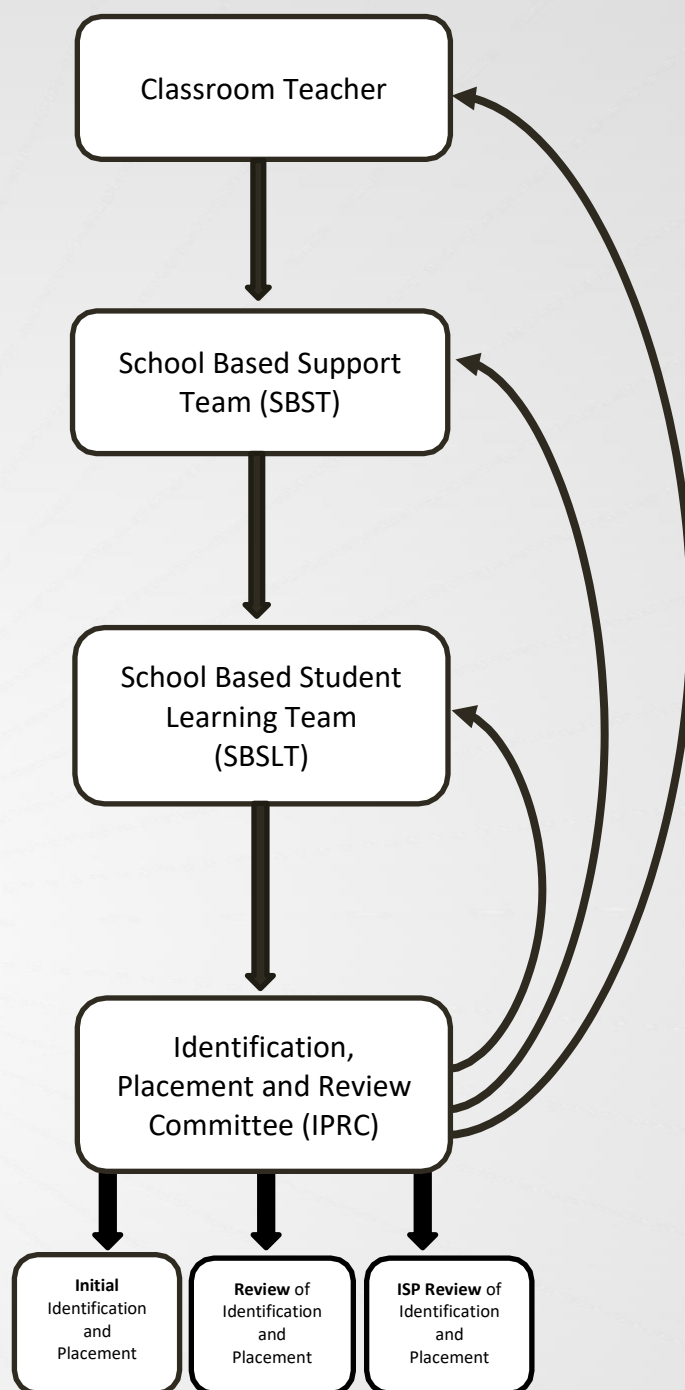 Classroom Teacher
School Based Support
Team (SBST)
School Based Student
Learning Team
(SBSLT)
Identification,
Placement and Review
Committee (IPRC)
Initial
Identification
and
Placement
Review of
Identification
and
Placement
ISP Review of
Identification
and
Placement